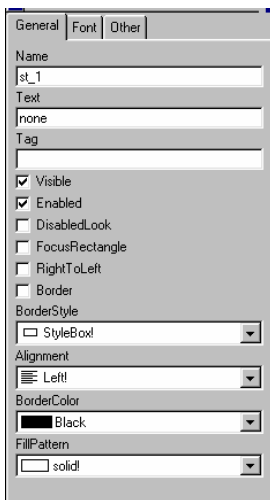 General Font Other
Name
st_1
Text
none
Tag
Visible
Enabled
DisabledLook
FocusRectangle
RightToLeft
Border
BorderStyle
StyleBox!
Alignment
Left!
BorderColor
Black
FillPattern
solid!